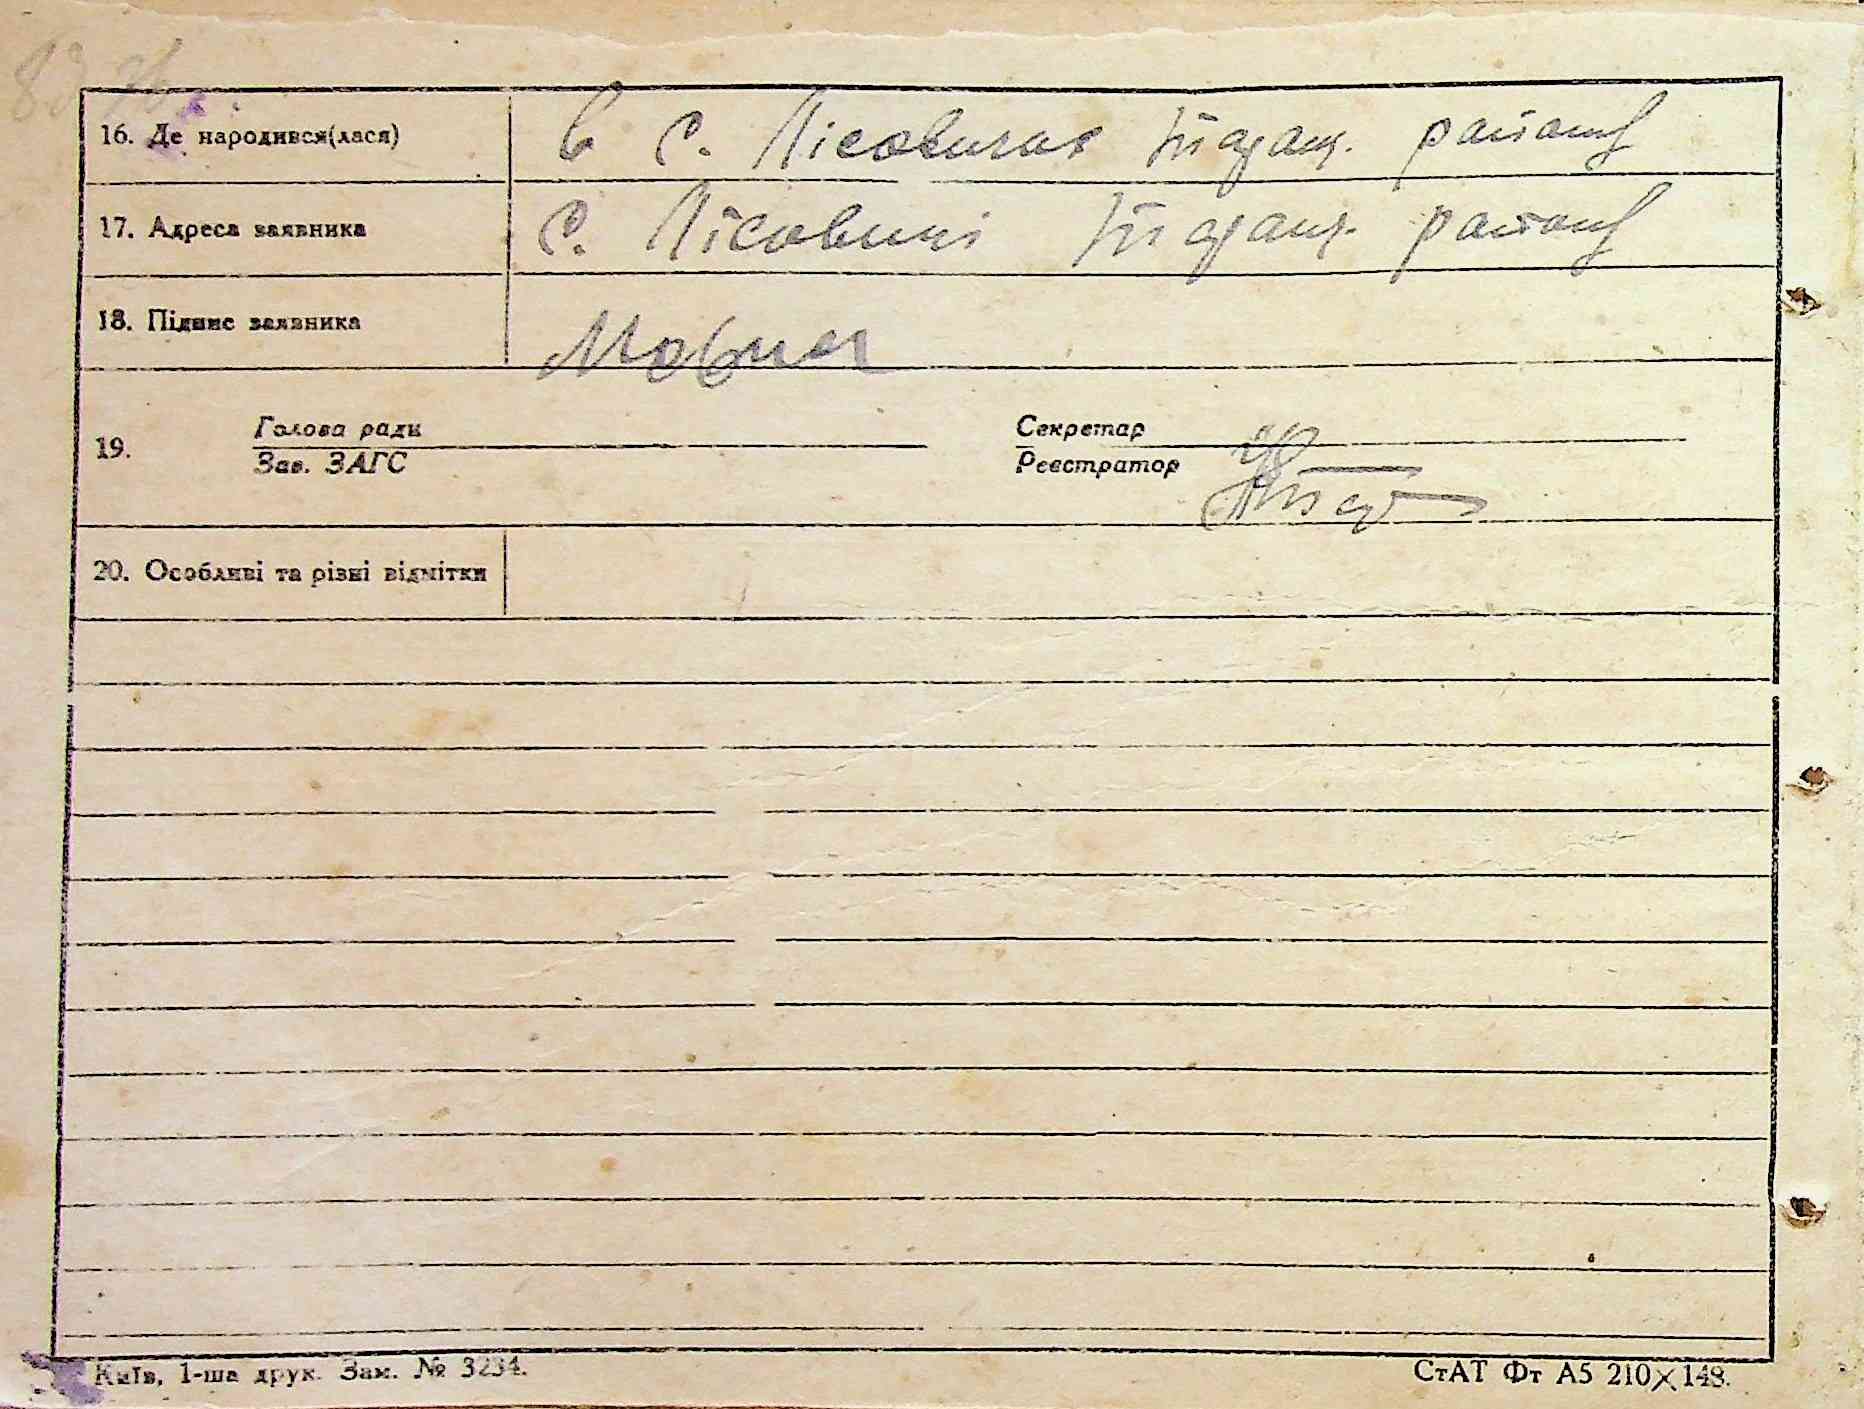 16. Де народився(лася) в с. Лісовичах Таращ. району
17. Адреса заявника с. Лісовичі Таращ. району
18. Підпис заявника
19. Голова ради Секретар
Зав. ЗАГС Реєстратор
20. Особливі та різні відмітки
Київ, 1-ша друк. Зам. № 3234. СтАТ Фт А5 210×148.